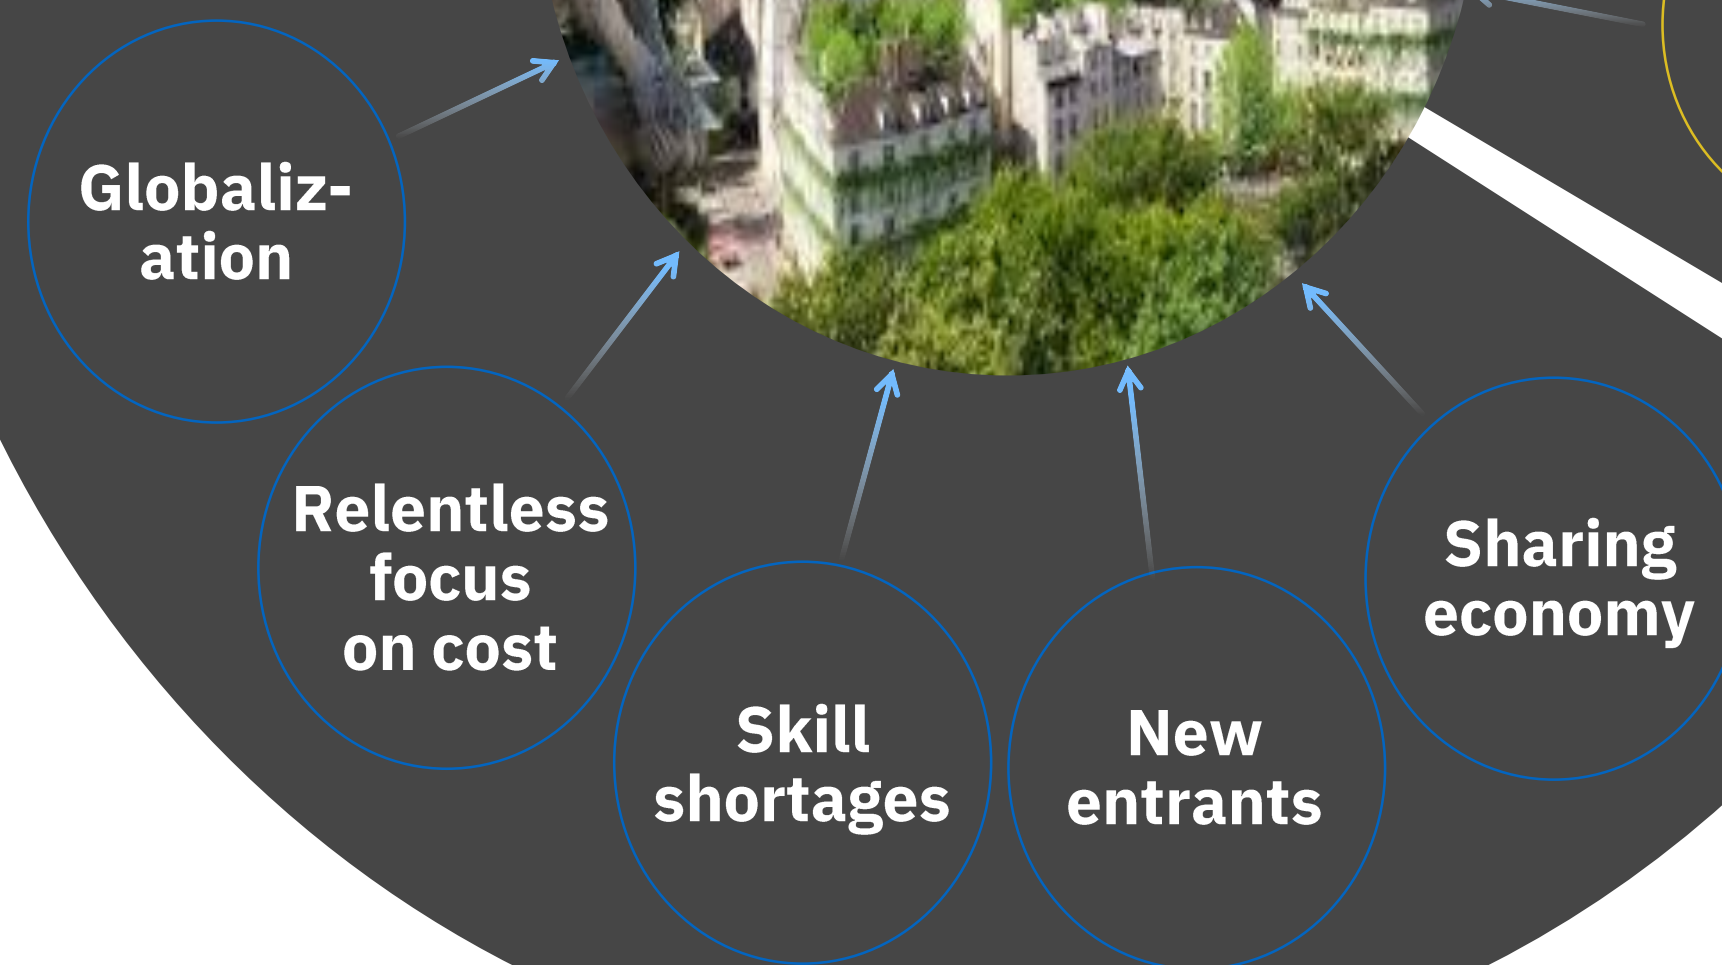 Globaliz-
ation
Relentless
focus
on cost
Skill
shortages
New
entrants
Sharing
economy